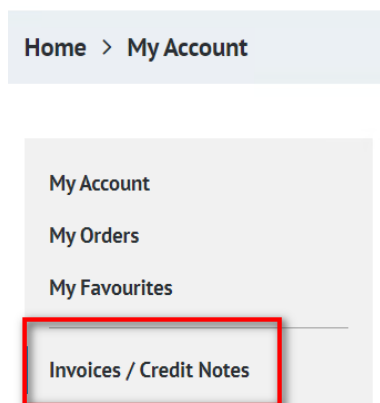 Home > My Account
My Account
My Orders
My Favourites
Invoices / Credit Notes